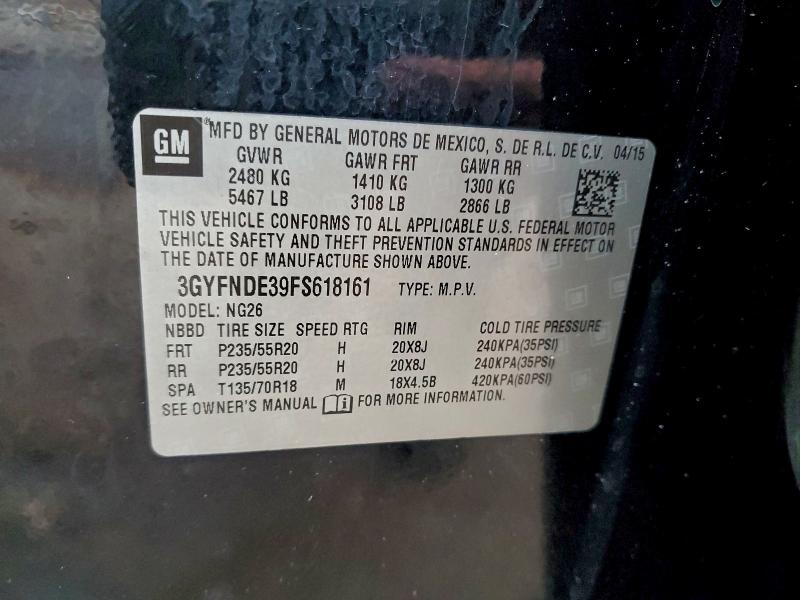 GM ® MFD BY GENERAL MOTORS DE MEXICO, S. DE R.L. DE C.V. 04/15
GVWR GAWR FRT GAWR RR
2480 KG 1410 KG 1300 KG
5467 LB 3108 LB 2866 LB
THIS VEHICLE CONFORMS TO ALL APPLICABLE U.S. FEDERAL MOTOR
VEHICLE SAFETY AND THEFT PREVENTION STANDARDS IN EFFECT ON
THE DATE OF MANUFACTURE SHOWN ABOVE.
3GYFNDE39FS618161 TYPE: M.P.V.
MODEL: NG26
NBBD TIRE SIZE SPEED RTG RIM COLD TIRE PRESSURE
FRT P235/55R20 H 20X8J 240KPA(35PSI)
RR P235/55R20 H 20X8J 240KPA(35PSI)
SPA T135/70R18 M 18X4.5B 420KPA(60PSI)
SEE OWNER'S MANUAL i FOR MORE INFORMATION.